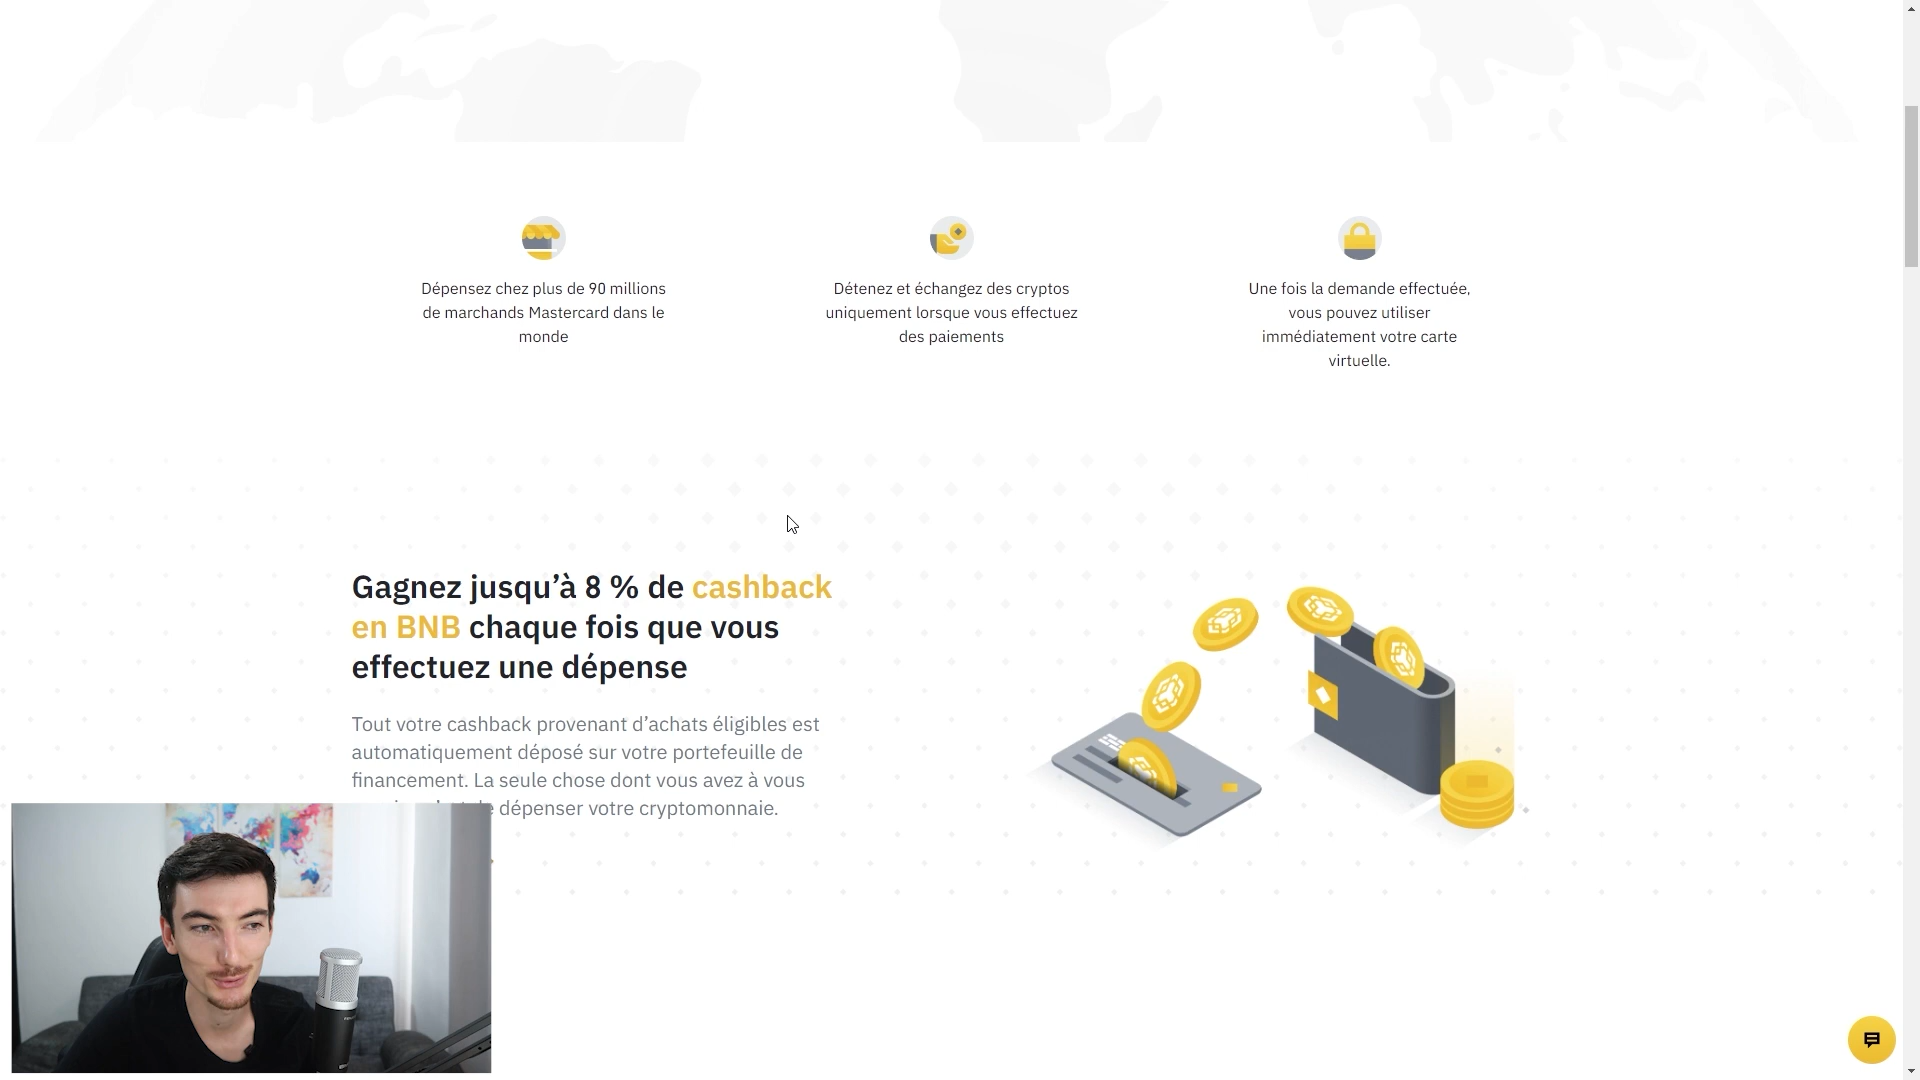 Dépensez chez plus de 90 millions
de marchands Mastercard dans le
monde
Détenez et échangez des cryptos
uniquement lorsque vous effectuez
des paiements
Une fois la demande effectuée,
vous pouvez utiliser
immédiatement votre carte
virtuelle.
Gagnez jusqu’à 8 % de cashback
en BNB chaque fois que vous
effectuez une dépense
Tout votre cashback provenant d’achats éligibles est
automatiquement déposé sur votre portefeuille de
financement. La seule chose dont vous avez à vous
dépenser votre cryptomonnaie.